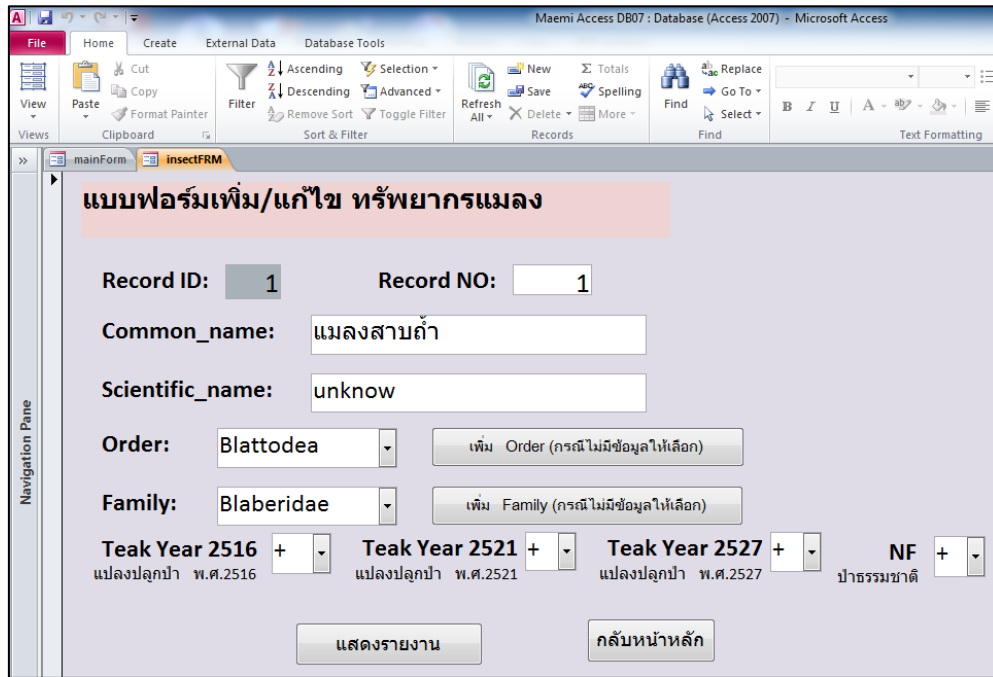 Maemi Access DB07 : Database (Access 2007) - Microsoft Access
File Home Create External Data Database Tools
View Paste Cut Copy Format Painter Filter Ascending Descending Remove Sort Selection Advanced Toggle Filter Refresh All New Save Delete Totals Spelling More Find Replace Go To Select B I U A
Views Clipboard Sort & Filter Records Find Text Formatting
mainForm insectFRM
Navigation Pane
แบบฟอร์มเพิ่ม/แก้ไข ทรัพยากรแมลง
Record ID: 1 Record NO: 1
Common_name: แมลงสาบถ้ำ
Scientific_name: unknow
Order: Blattodea เพิ่ม Order (กรณีไม่มีข้อมูลให้เลือก)
Family: Blaberidae เพิ่ม Family (กรณีไม่มีข้อมูลให้เลือก)
Teak Year 2516 + Teak Year 2521 + Teak Year 2527 + NF +
แปลงปลูกป่า พ.ศ.2516 แปลงปลูกป่า พ.ศ.2521 แปลงปลูกป่า พ.ศ.2527 ป่าธรรมชาติ
แสดงรายงาน กลับหน้าหลัก